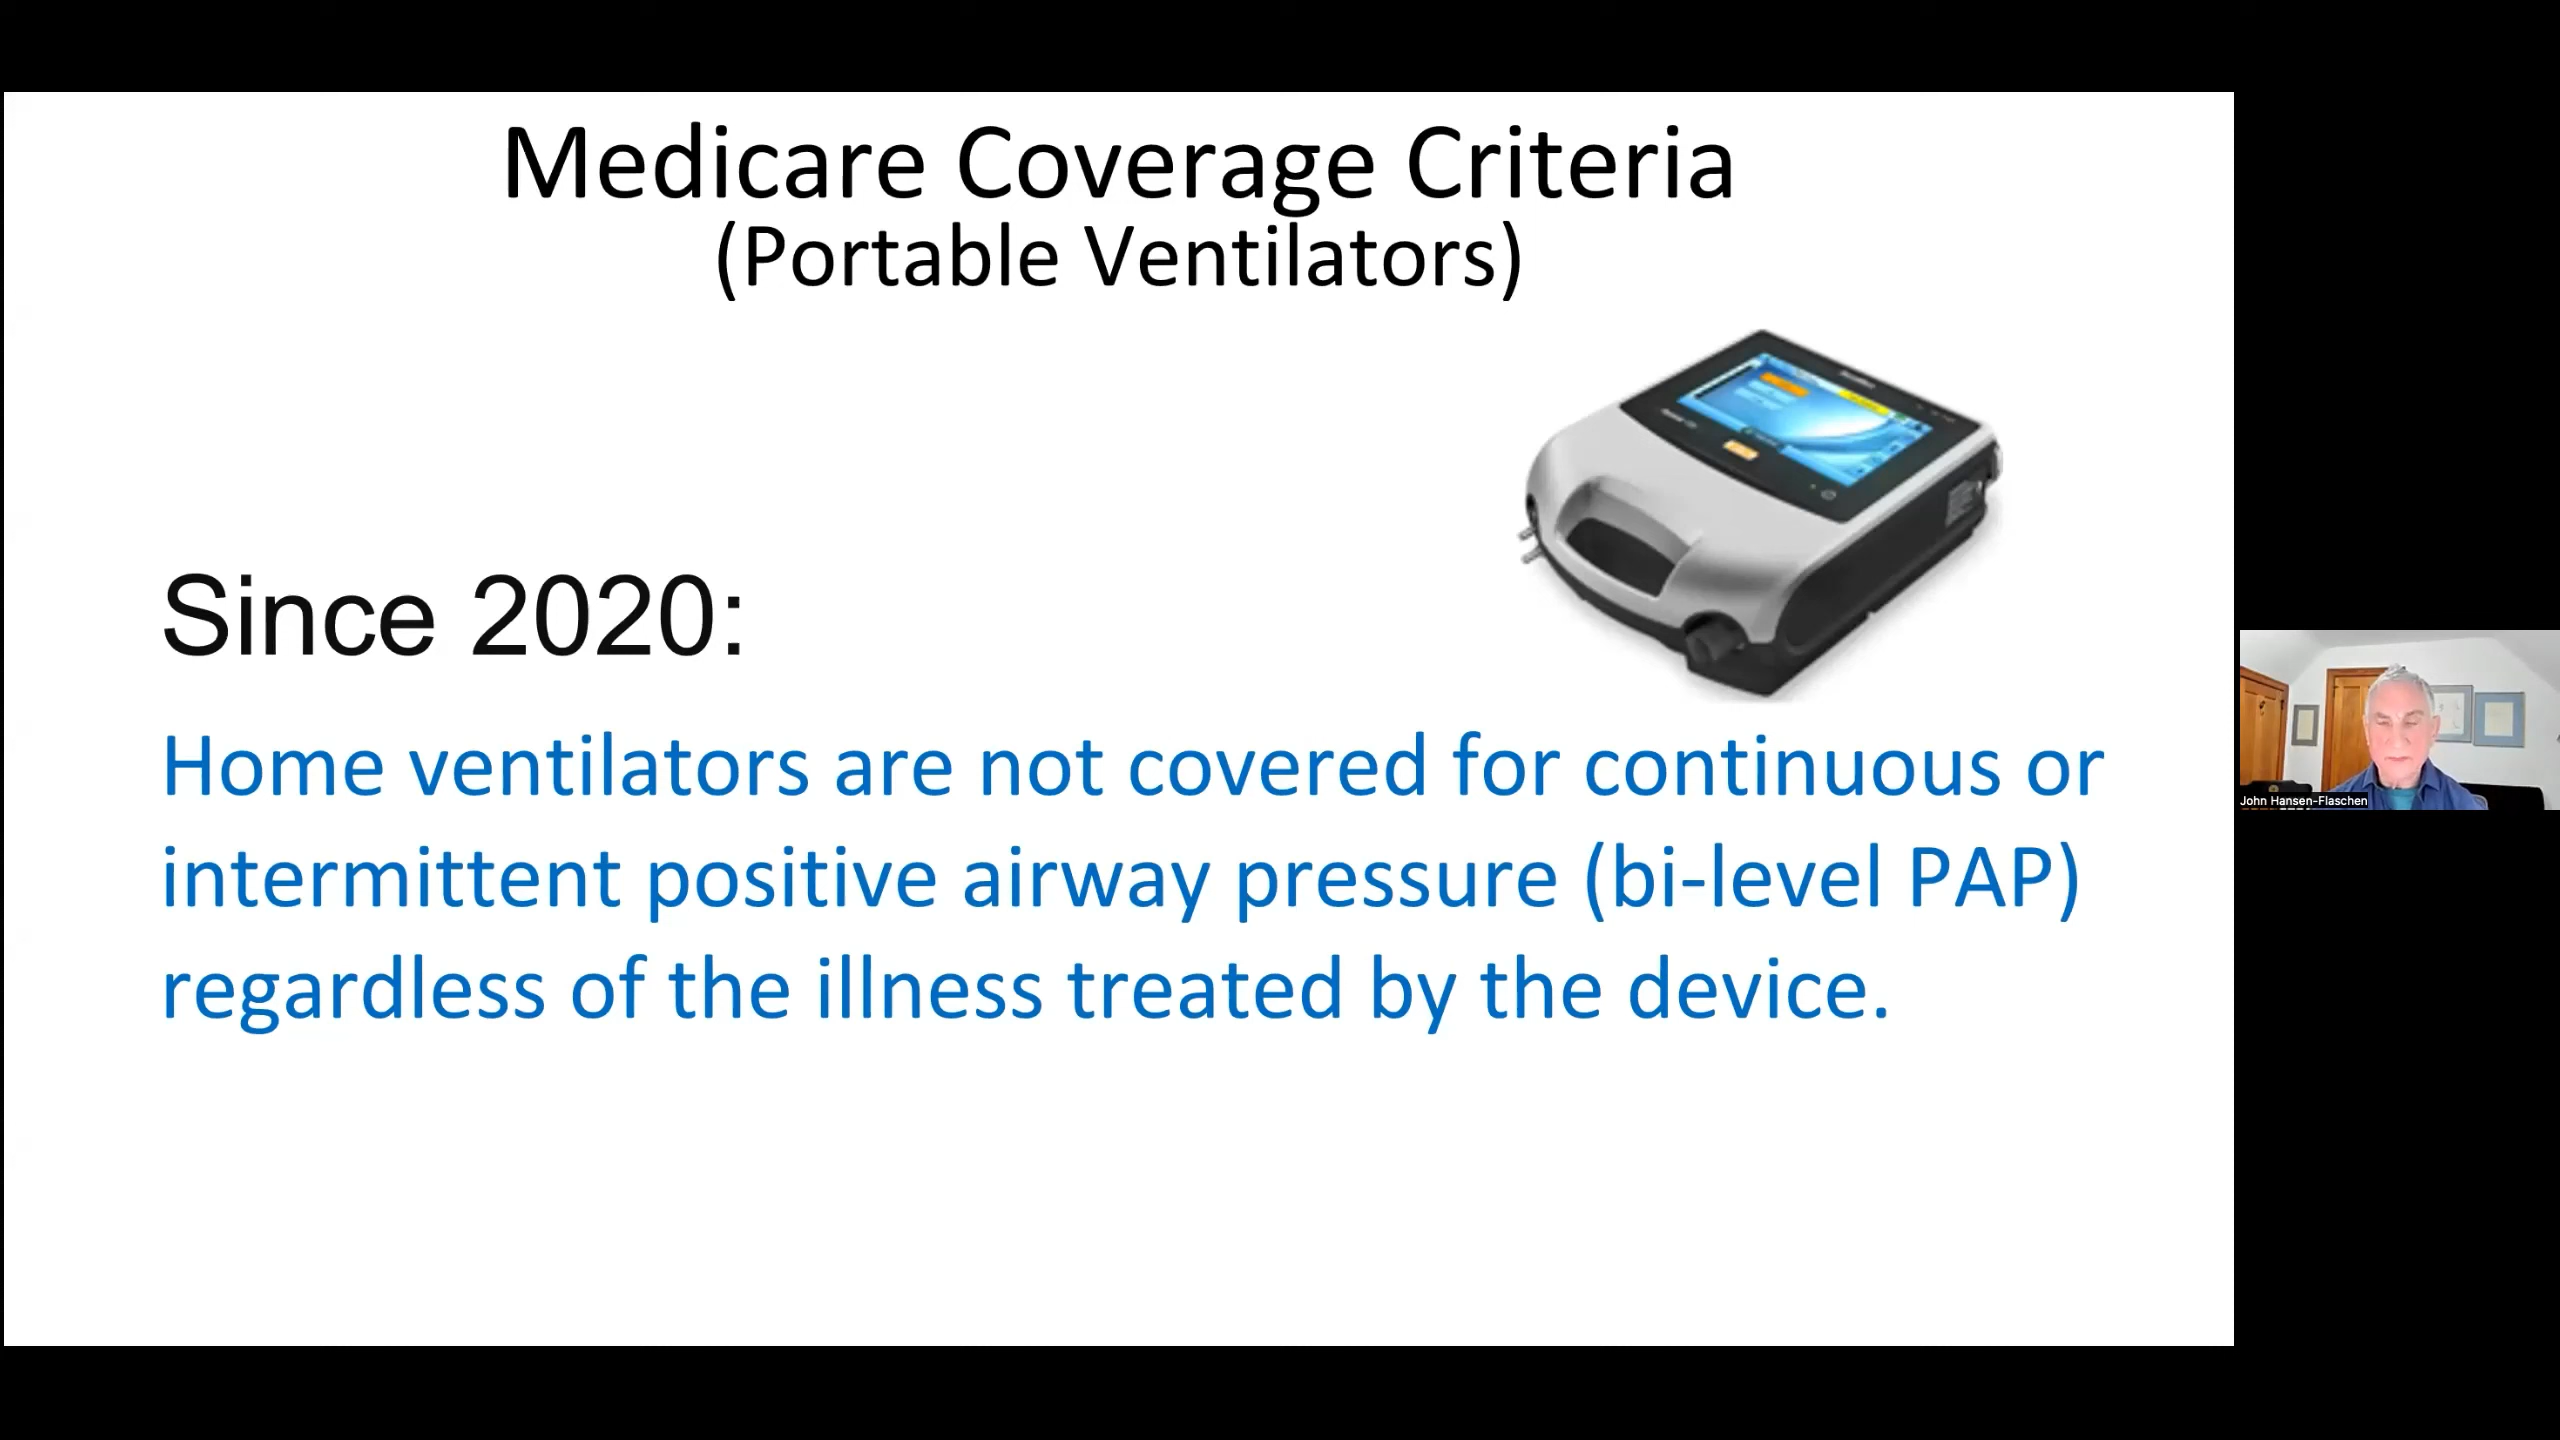 Medicare Coverage Criteria
(Portable Ventilators)
Since 2020:
Home ventilators are not covered for continuous or
intermittent positive airway pressure (bi-level PAP)
regardless of the illness treated by the device.
John Hansen-Flaschen